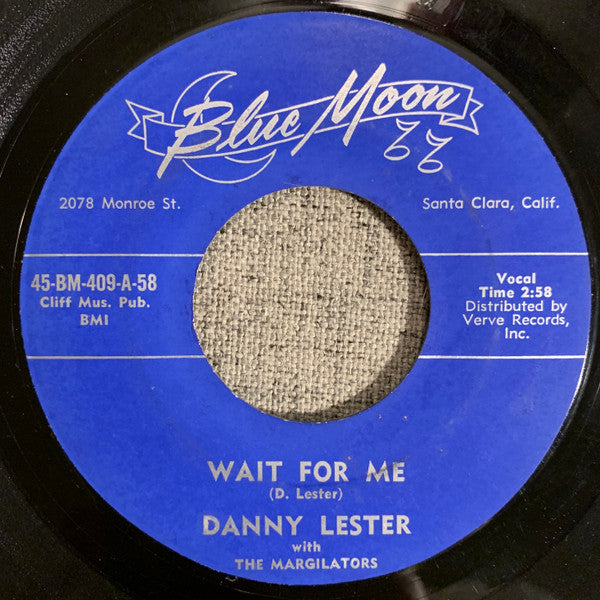 Blue Moon
2078 Monroe St.
Santa Clara, Calif.
45-BM-409-A-58
Cliff Mus. Pub.
BMI
Vocal
Time 2:58
Distributed by
Verve Records,
Inc.
WAIT FOR ME
(D. Lester)
DANNY LESTER
with
THE MARGILATORS